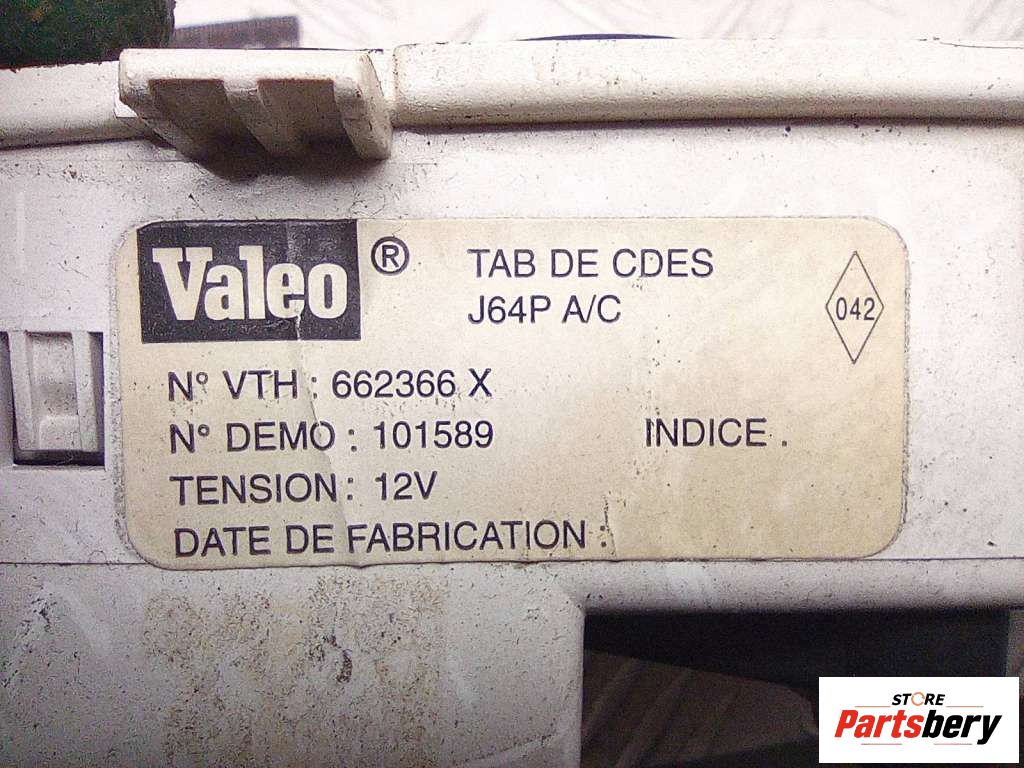 Valeo ®
TAB DE CDES
J64P A/C
042
N° VTH : 662366 X
N° DEMO : 101589
INDICE .
TENSION : 12V
DATE DE FABRICATION :
STORE
Partsbery